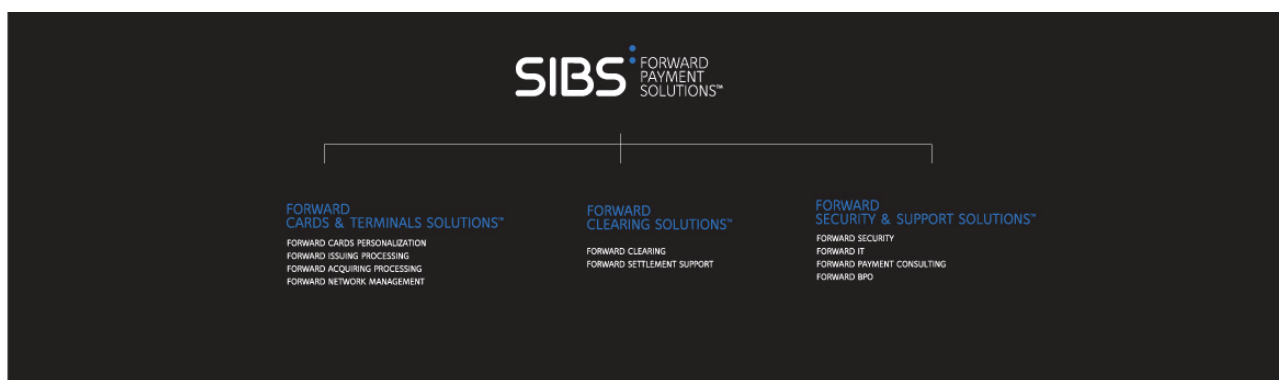 SIBS
FORWARD
PAYMENT
SOLUTIONS™
FORWARD
CARDS & TERMINALS SOLUTIONS™
FORWARD CARDS PERSONALIZATION
FORWARD ISSUING PROCESSING
FORWARD ACQUIRING PROCESSING
FORWARD NETWORK MANAGEMENT
FORWARD
CLEARING SOLUTIONS™
FORWARD CLEARING
FORWARD SETTLEMENT SUPPORT
FORWARD
SECURITY & SUPPORT SOLUTIONS™
FORWARD SECURITY
FORWARD IT
FORWARD PAYMENT CONSULTING
FORWARD BPO